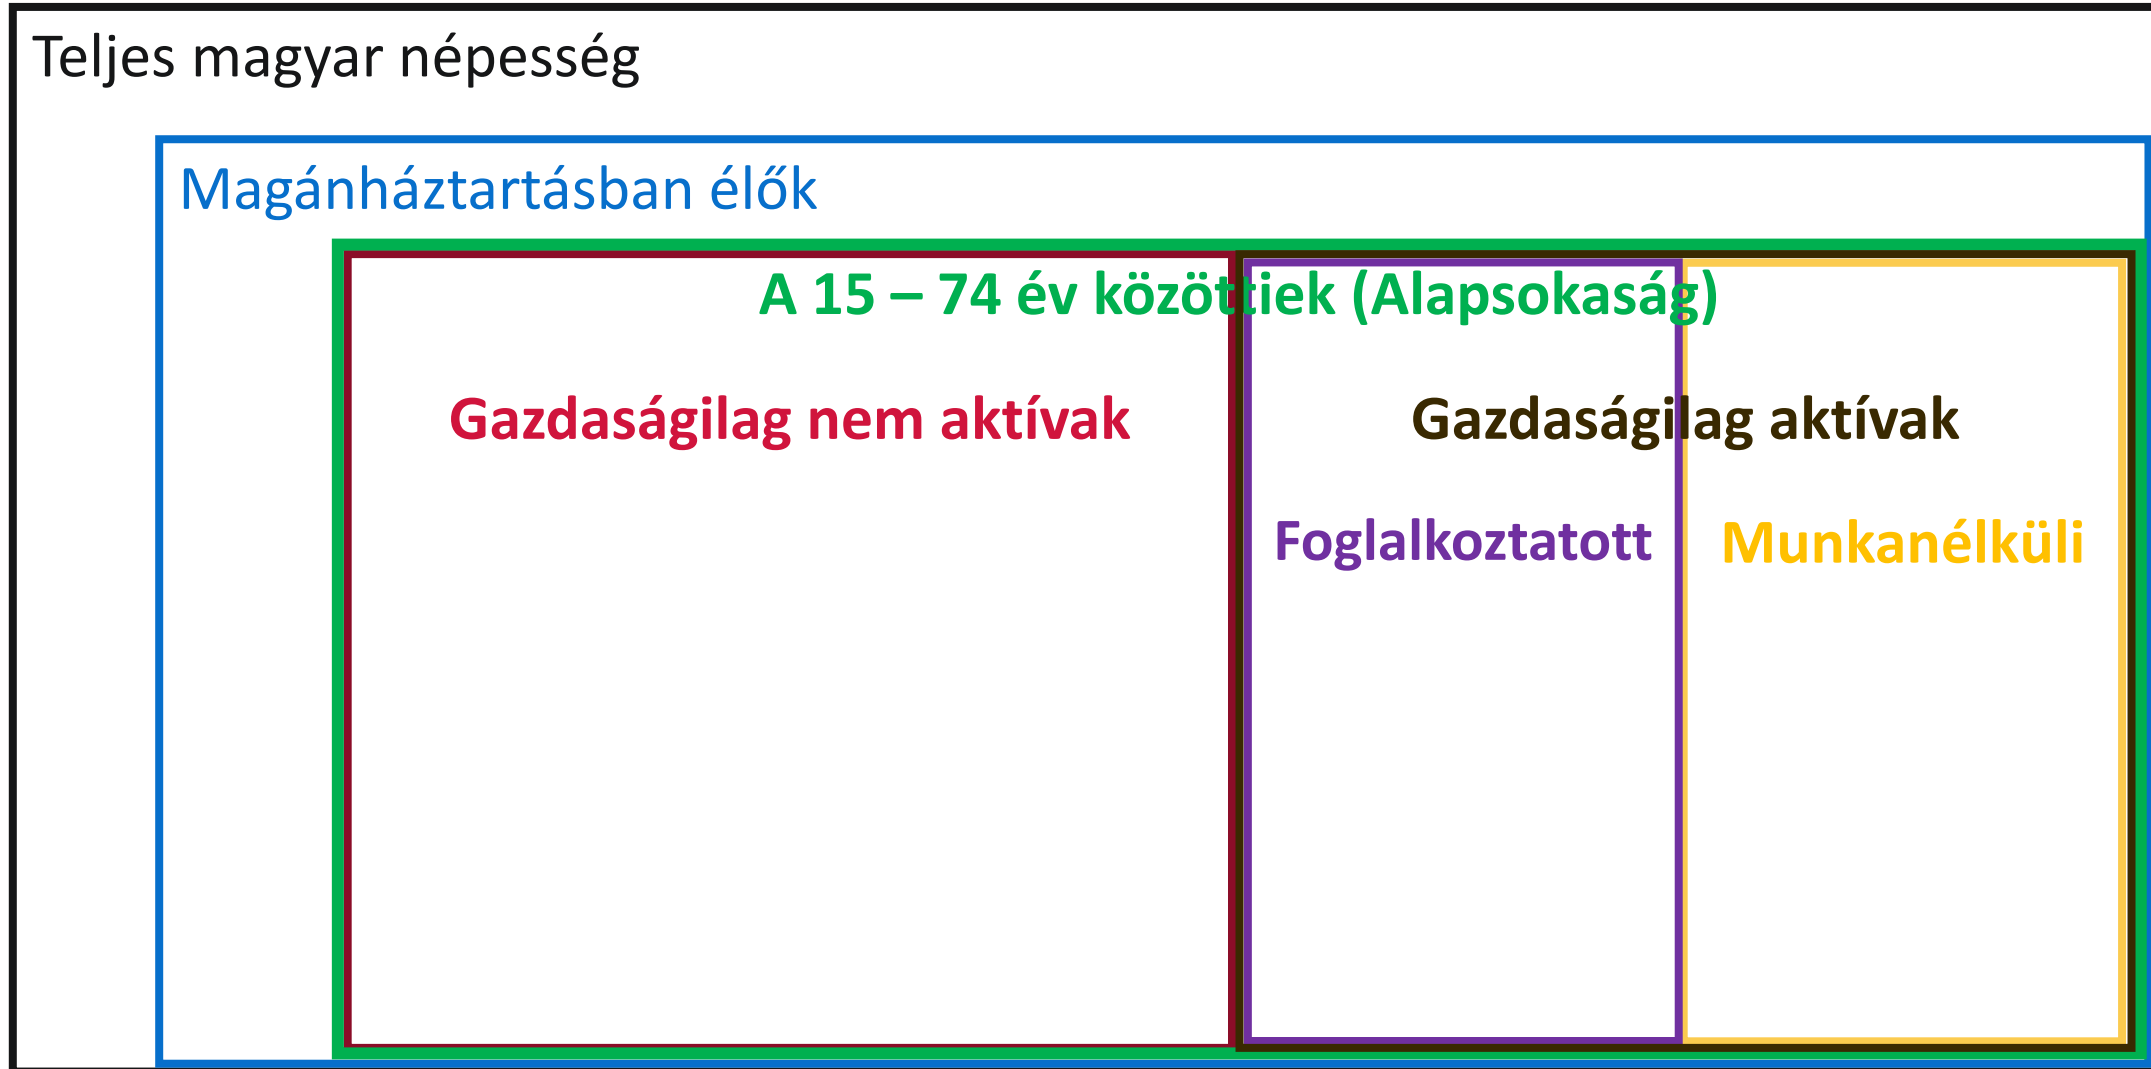 Teljes magyar népesség
Magánháztartásban élők
A 15 – 74 év közöttiek (Alapsokaság)
Gazdaságilag nem aktívak
Gazdaságilag aktívak
Foglalkoztatott
Munkanélküli